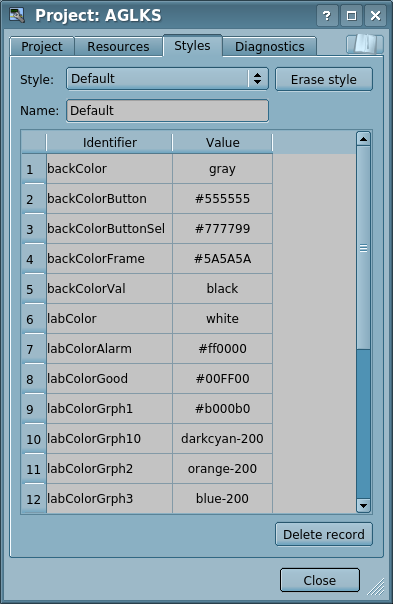 Project: AGLKS
Project Resources Styles Diagnostics
Style: Default Erase style
Name: Default
Identifier Value
1 backColor gray
2 backColorButton #555555
3 backColorButtonSel #777799
4 backColorFrame #5A5A5A
5 backColorVal black
6 labColor white
7 labColorAlarm #ff0000
8 labColorGood #00FF00
9 labColorGrph1 #b000b0
10 labColorGrph10 darkcyan-200
11 labColorGrph2 orange-200
12 labColorGrph3 blue-200
Delete record
Close